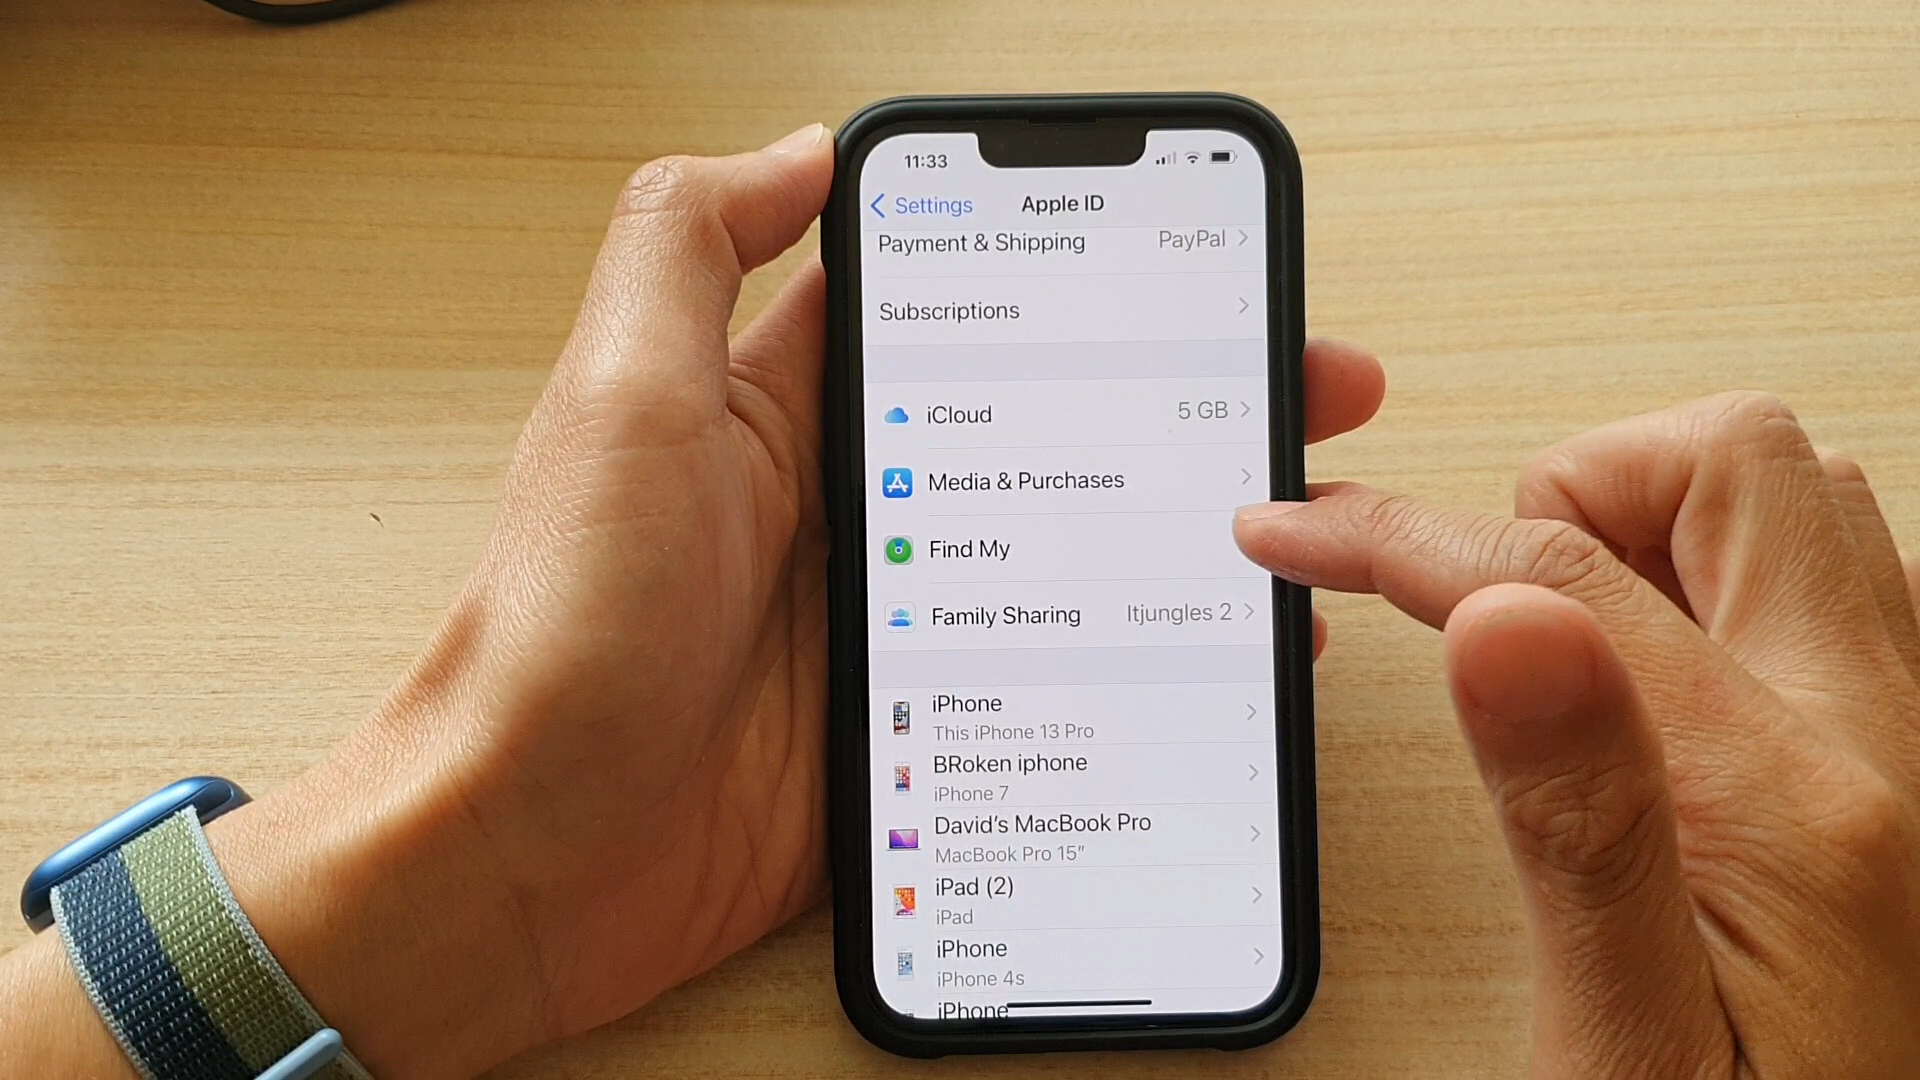 11:33
Settings
Apple ID
Payment & Shipping PayPal
Subscriptions
iCloud 5 GB
Media & Purchases
Find My
Family Sharing Itjungles 2
iPhone
This iPhone 13 Pro
BRoken iphone
iPhone 7
David's MacBook Pro
MacBook Pro 15"
iPad (2)
iPad
iPhone
iPhone 4s
iPhone